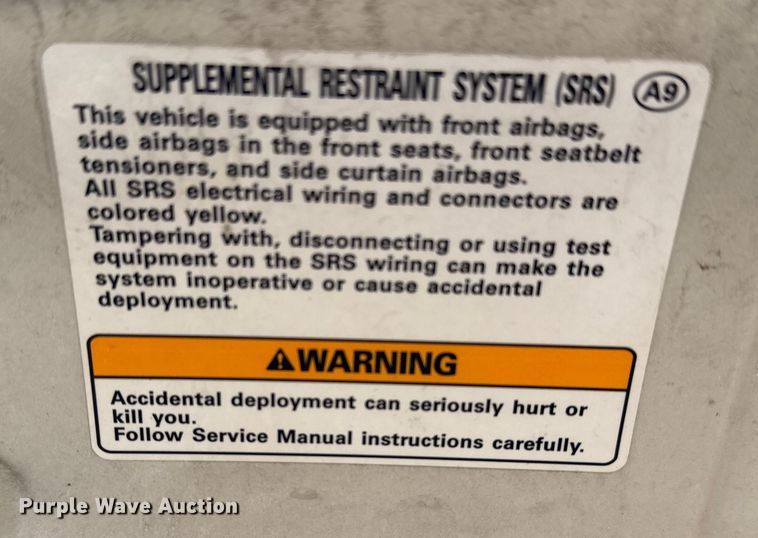 SUPPLEMENTAL RESTRAINT SYSTEM (SRS) A9
This vehicle is equipped with front airbags,
side airbags in the front seats, front seatbelt
tensioners, and side curtain airbags.
All SRS electrical wiring and connectors are
colored yellow.
Tampering with, disconnecting or using test
equipment on the SRS wiring can make the
system inoperative or cause accidental
deployment.
WARNING
Accidental deployment can seriously hurt or
kill you.
Follow Service Manual instructions carefully.
Purple Wave Auction